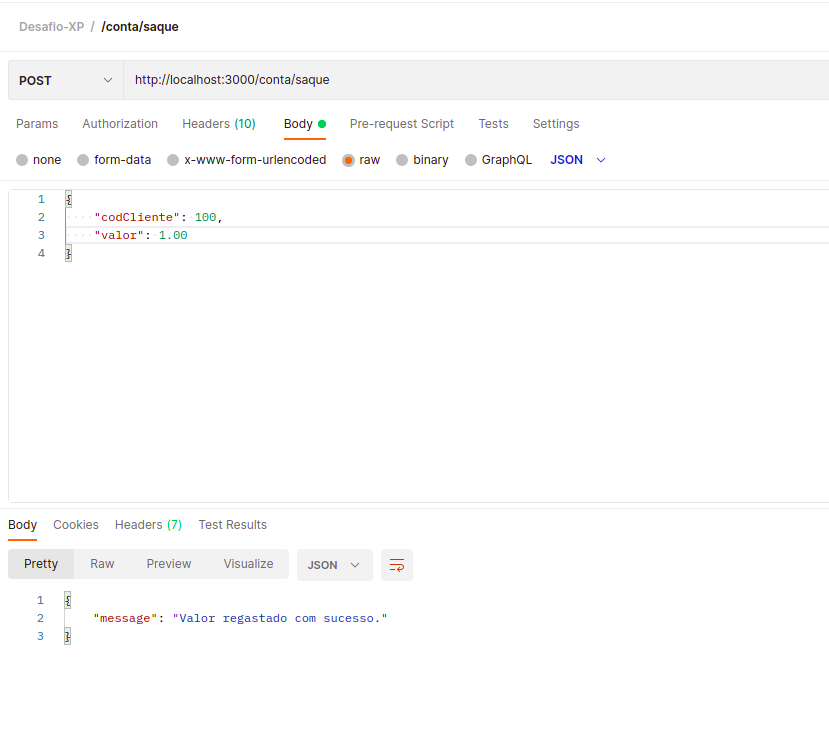 Desafio-XP / /conta/saque
POST http://localhost:3000/conta/saque
Params Authorization Headers (10) Body Pre-request Script Tests Settings
none form-data x-www-form-urlencoded raw binary GraphQL JSON
1 {
2 ····"codCliente":·100,
3 ····"valor":·1.00
4 }
Body Cookies Headers (7) Test Results
Pretty Raw Preview Visualize JSON
1 {
2 "message": "Valor regastado com sucesso."
3 }